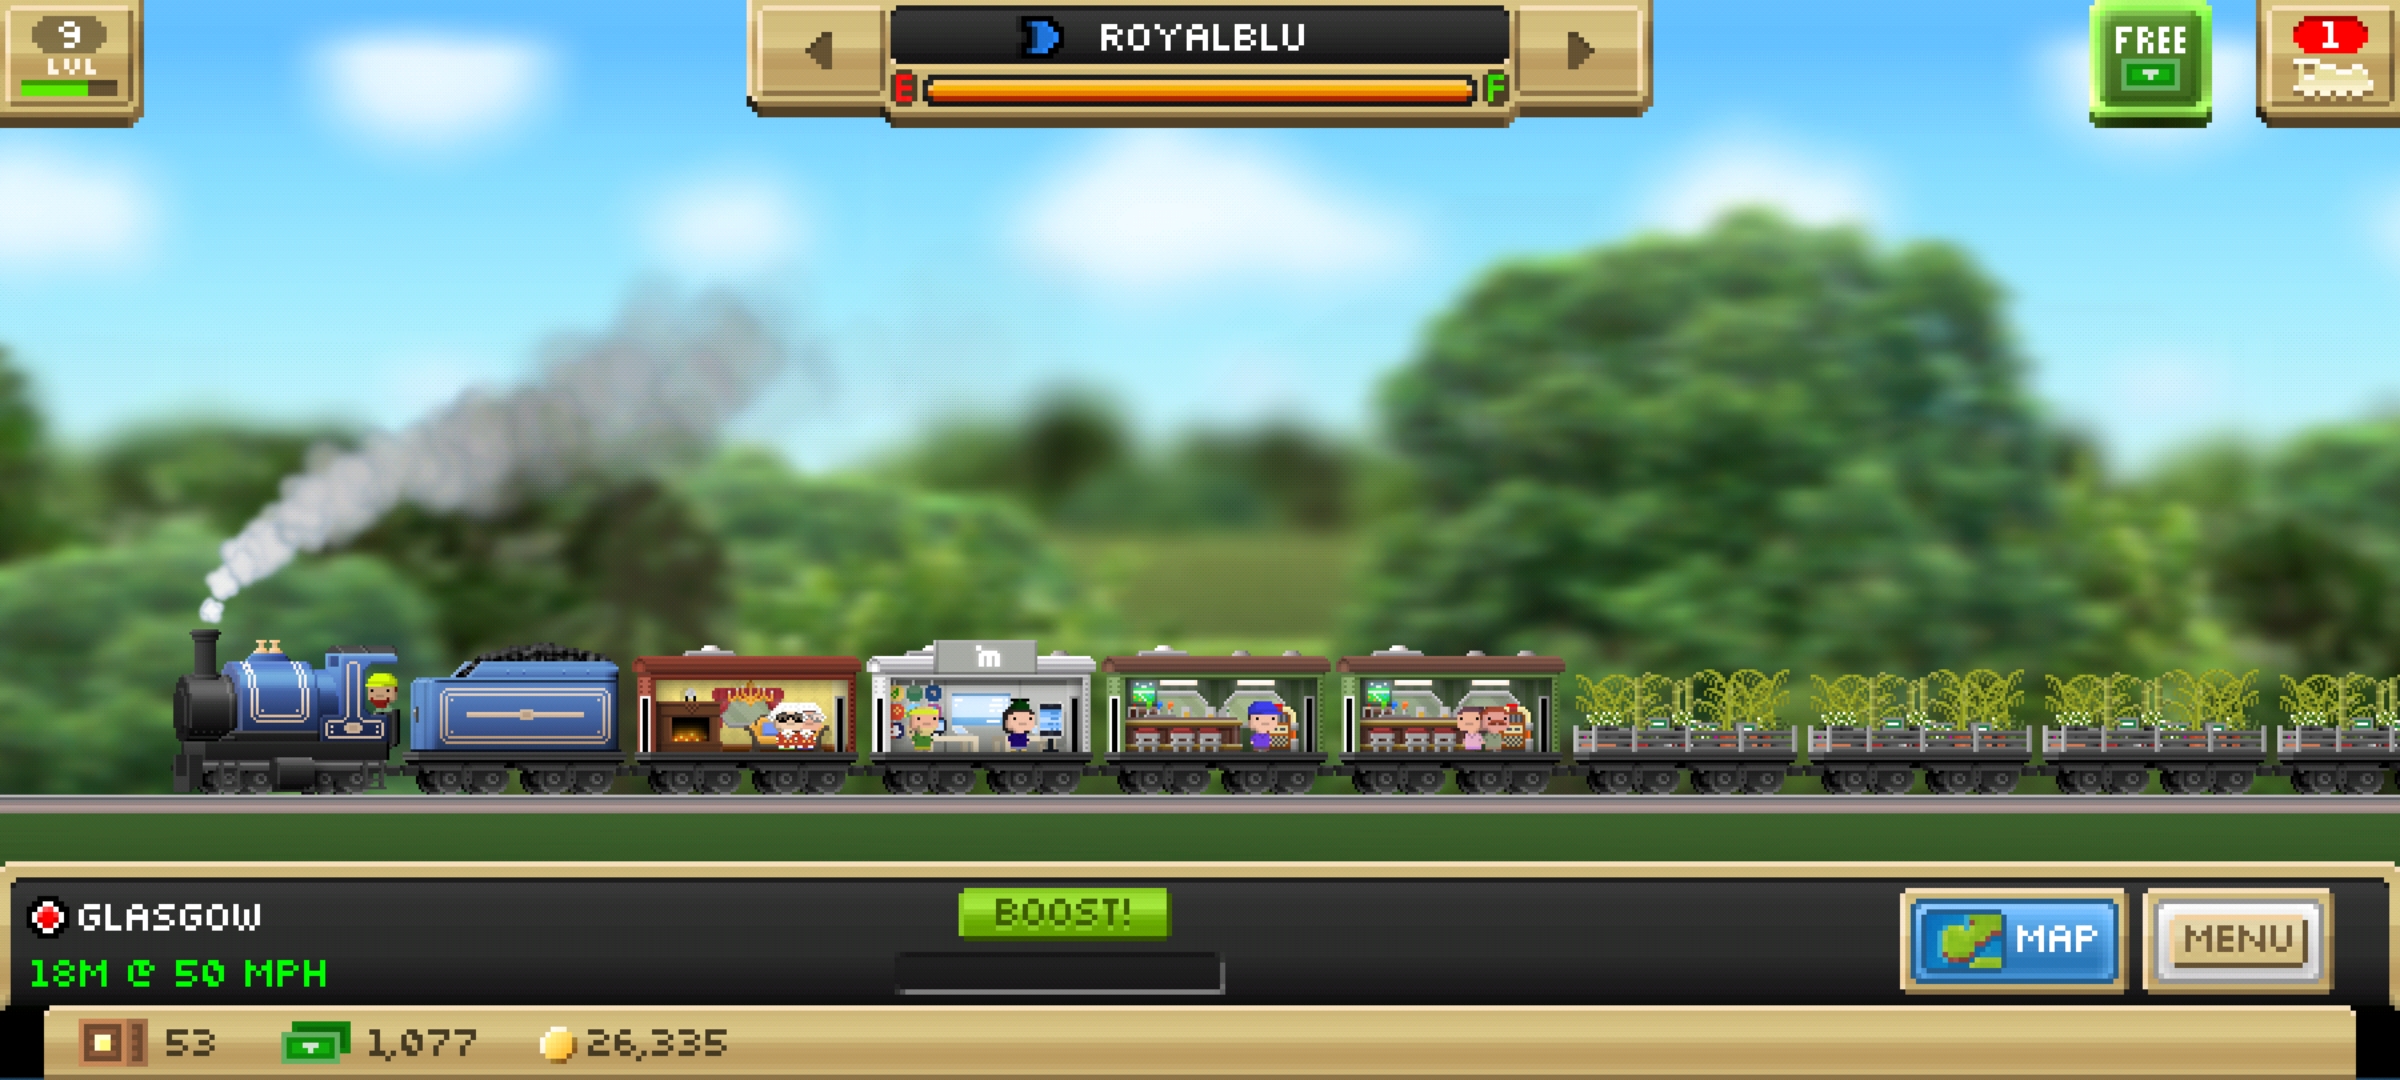 9
LVL
ROYALBLU
E F
FREE
1
m
GLASGOW
18M @ 50 MPH
BOOST!
MAP
MENU
53 1,077 26,335